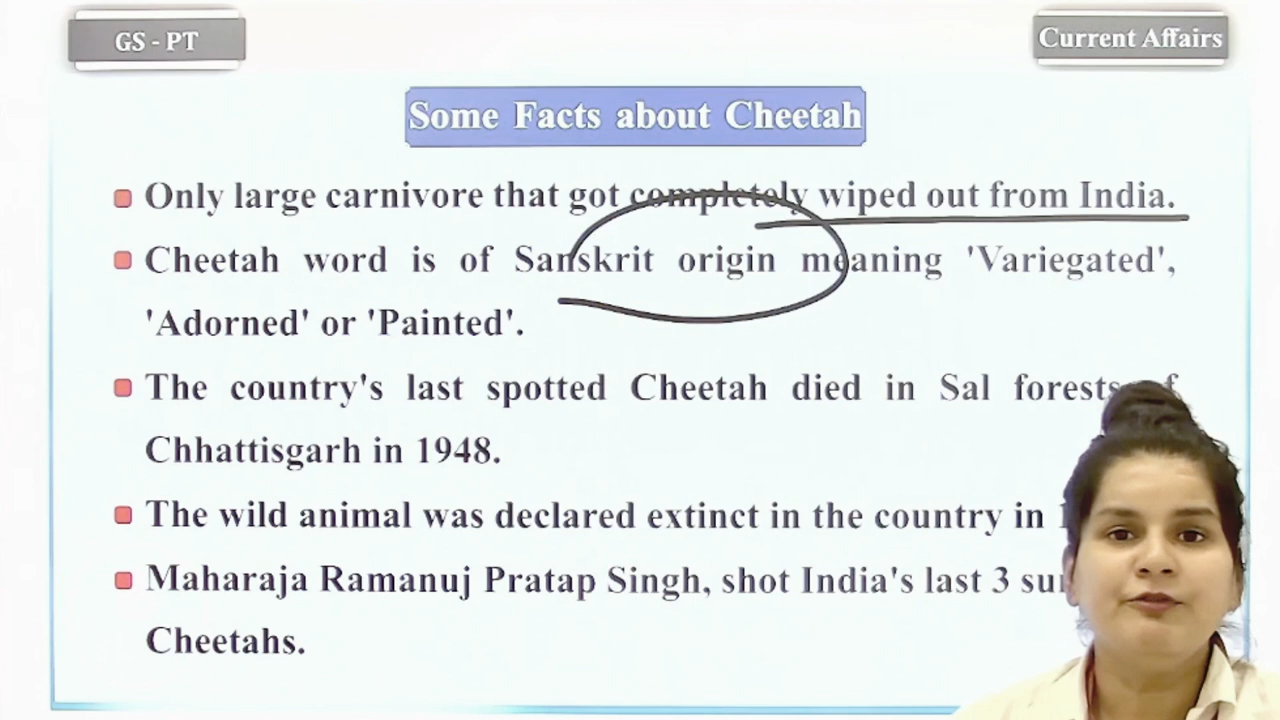 GS - PT
Current Affairs
Some Facts about Cheetah
Only large carnivore that got completely wiped out from India.
Cheetah word is of Sanskrit origin meaning 'Variegated',
'Adorned' or 'Painted'.
The country's last spotted Cheetah died in Sal forests of
Chhattisgarh in 1948.
The wild animal was declared extinct in the country in
Maharaja Ramanuj Pratap Singh, shot India's last 3
Cheetahs.